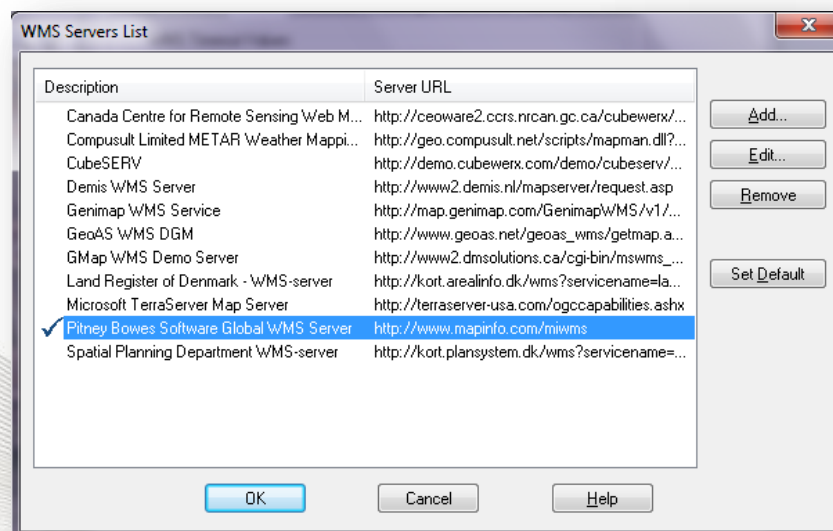 WMS Servers List
Description Server URL
Canada Centre for Remote Sensing Web M... http://ceoware2.ccrs.nrcan.gc.ca/cubewerx/...
Compusult Limited METAR Weather Mappi... http://geo.compusult.net/scripts/mapman.dll?...
CubeSERV http://demo.cubewerx.com/demo/cubeserv/...
Demis WMS Server http://www2.demis.nl/mapserver/request.asp
Genimap WMS Service http://map.genimap.com/GenimapWMS/v1/...
GeoAS WMS DGM http://www.geoas.net/geoas_wms/getmap.a...
GMap WMS Demo Server http://www2.dmsolutions.ca/cgi-bin/mswms_...
Land Register of Denmark - WMS-server http://kort.arealinfo.dk/wms?servicename=la...
Microsoft TerraServer Map Server http://terraserver-usa.com/ogccapabilities.ashx
Pitney Bowes Software Global WMS Server http://www.mapinfo.com/miwms
Spatial Planning Department WMS-server http://kort.plansystem.dk/wms?servicename=...
Add...
Edit...
Remove
Set Default
OK Cancel Help